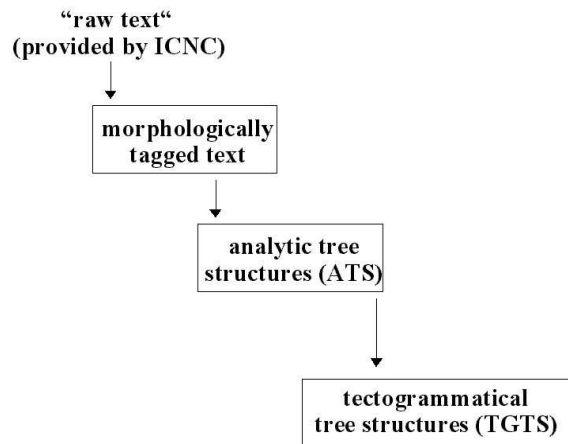 “raw text“
(provided by ICNC)
morphologically
tagged text
analytic tree
structures (ATS)
tectogrammatical
tree structures (TGTS)